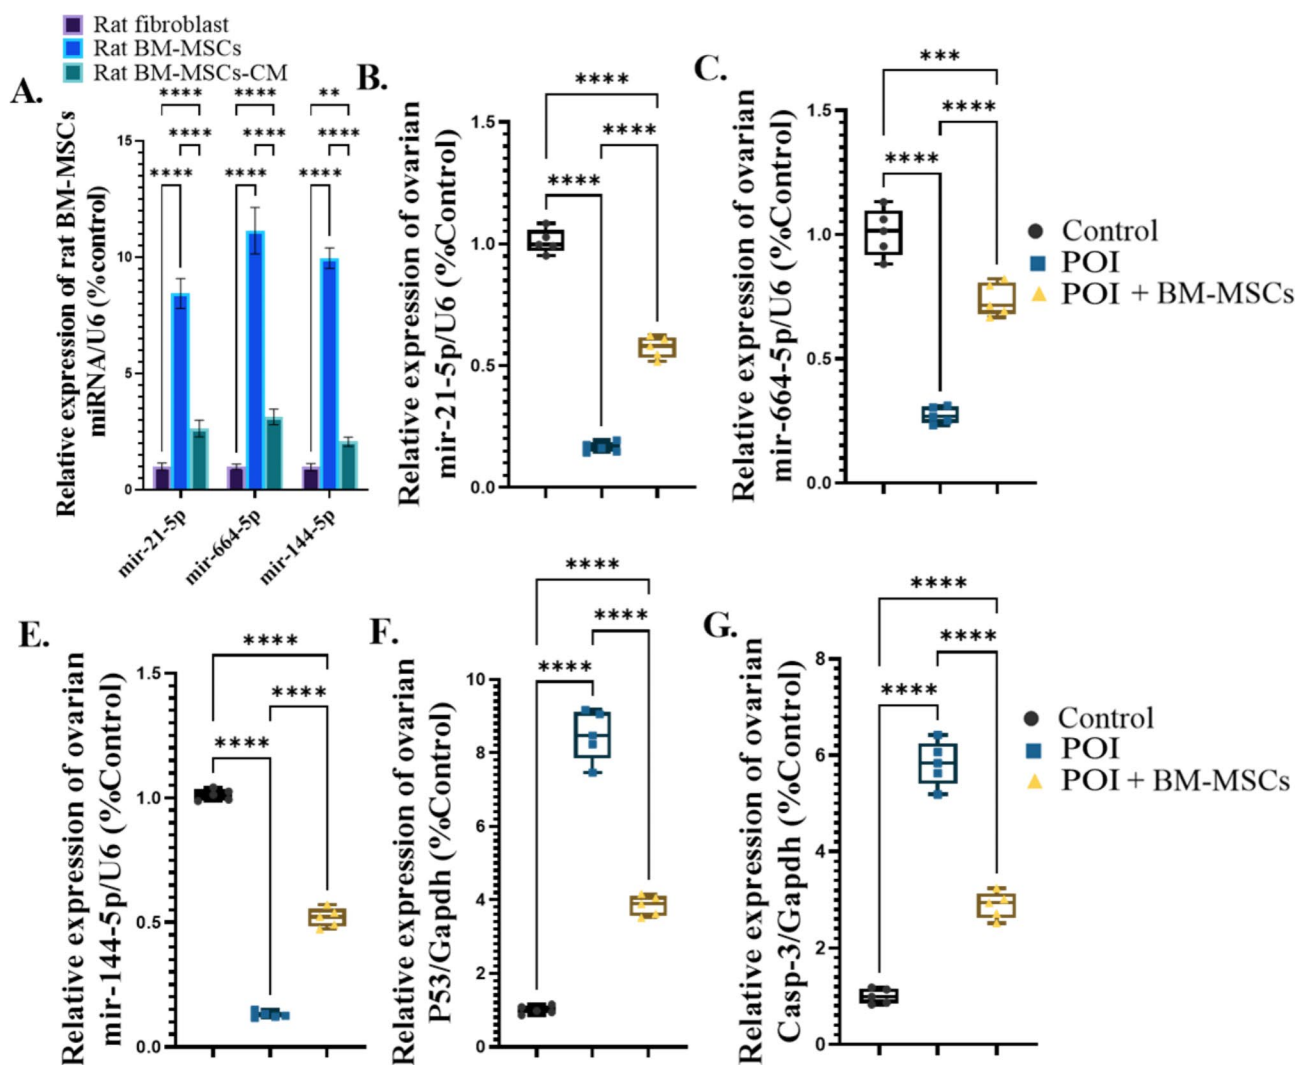 Rat fibroblast
Rat BM-MSCs
Rat BM-MSCs-CM
A.
Relative expression of rat BM-MSCs
miRNA/U6 (%control)
**** **** **
**** **** ****
**** **** ****
15
10
5
0
mir-21-5p
mir-664-5p
mir-144-5p
B.
Relative expression of ovarian
mir-21-5p/U6 (%Control)
****
****
****
1.5
1.0
0.5
0.0
C.
Relative expression of ovarian
mir-664-5p/U6 (%Control)
***
****
****
1.5
1.0
0.5
0.0
Control
POI
POI + BM-MSCs
E.
Relative expression of ovarian
mir-144-5p/U6 (%Control)
****
****
****
1.5
1.0
0.5
0.0
F.
Relative expression of ovarian
P53/Gapdh (%Control)
****
****
****
10
8
6
4
2
0
G.
Relative expression of ovarian
Casp-3/Gapdh (%Control)
****
****
****
8
6
4
2
0
Control
POI
POI + BM-MSCs